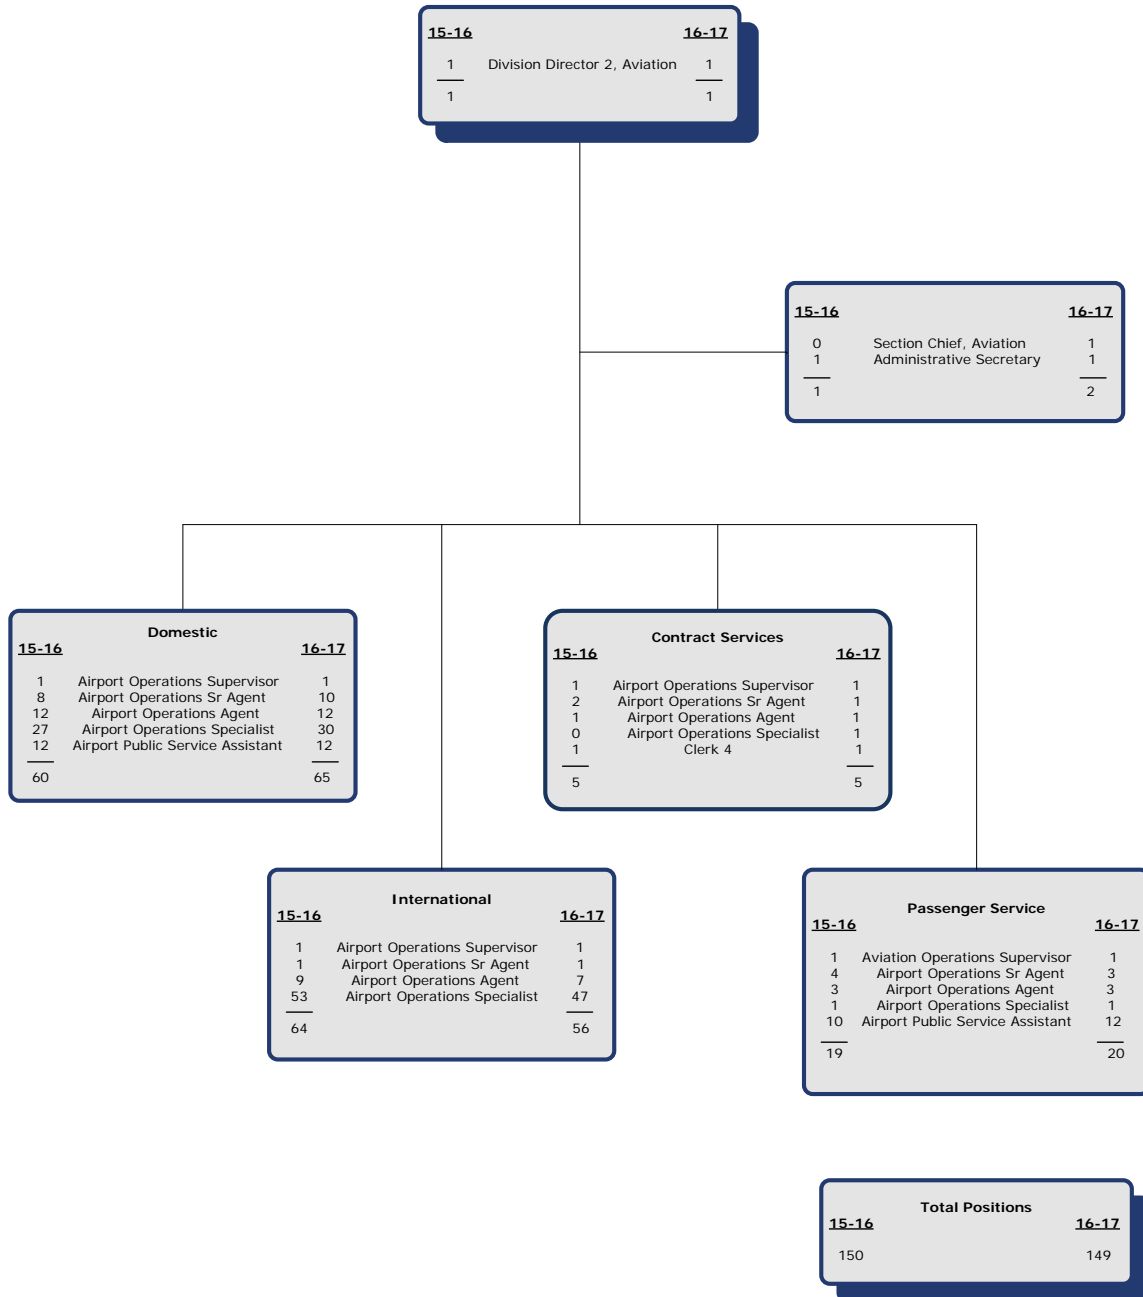 15-16 16-17
1 Division Director 2, Aviation 1
1 1
15-16 16-17
0 Section Chief, Aviation 1
1 Administrative Secretary 1
1 2
Domestic
15-16 16-17
1 Airport Operations Supervisor 1
8 Airport Operations Sr Agent 10
12 Airport Operations Agent 12
27 Airport Operations Specialist 30
12 Airport Public Service Assistant 12
60 65
Contract Services
15-16 16-17
1 Airport Operations Supervisor 1
2 Airport Operations Sr Agent 1
1 Airport Operations Agent 1
0 Airport Operations Specialist 1
1 Clerk 4 1
5 5
International
15-16 16-17
1 Airport Operations Supervisor 1
1 Airport Operations Sr Agent 1
9 Airport Operations Agent 7
53 Airport Operations Specialist 47
64 56
Passenger Service
15-16 16-17
1 Aviation Operations Supervisor 1
4 Airport Operations Sr Agent 3
3 Airport Operations Agent 3
1 Airport Operations Specialist 1
10 Airport Public Service Assistant 12
19 20
Total Positions
15-16 16-17
150 149